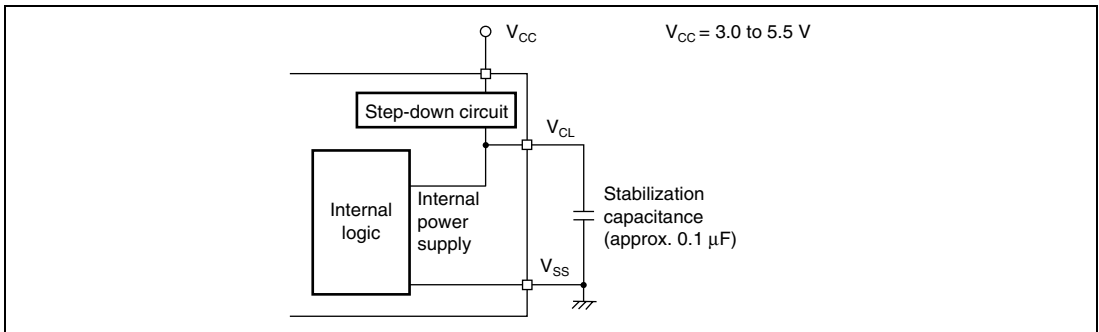 V_CC
V_CC = 3.0 to 5.5 V
Step-down circuit
V_CL
Internal
logic
Internal
power
supply
Stabilization
capacitance
(approx. 0.1 μF)
V_SS